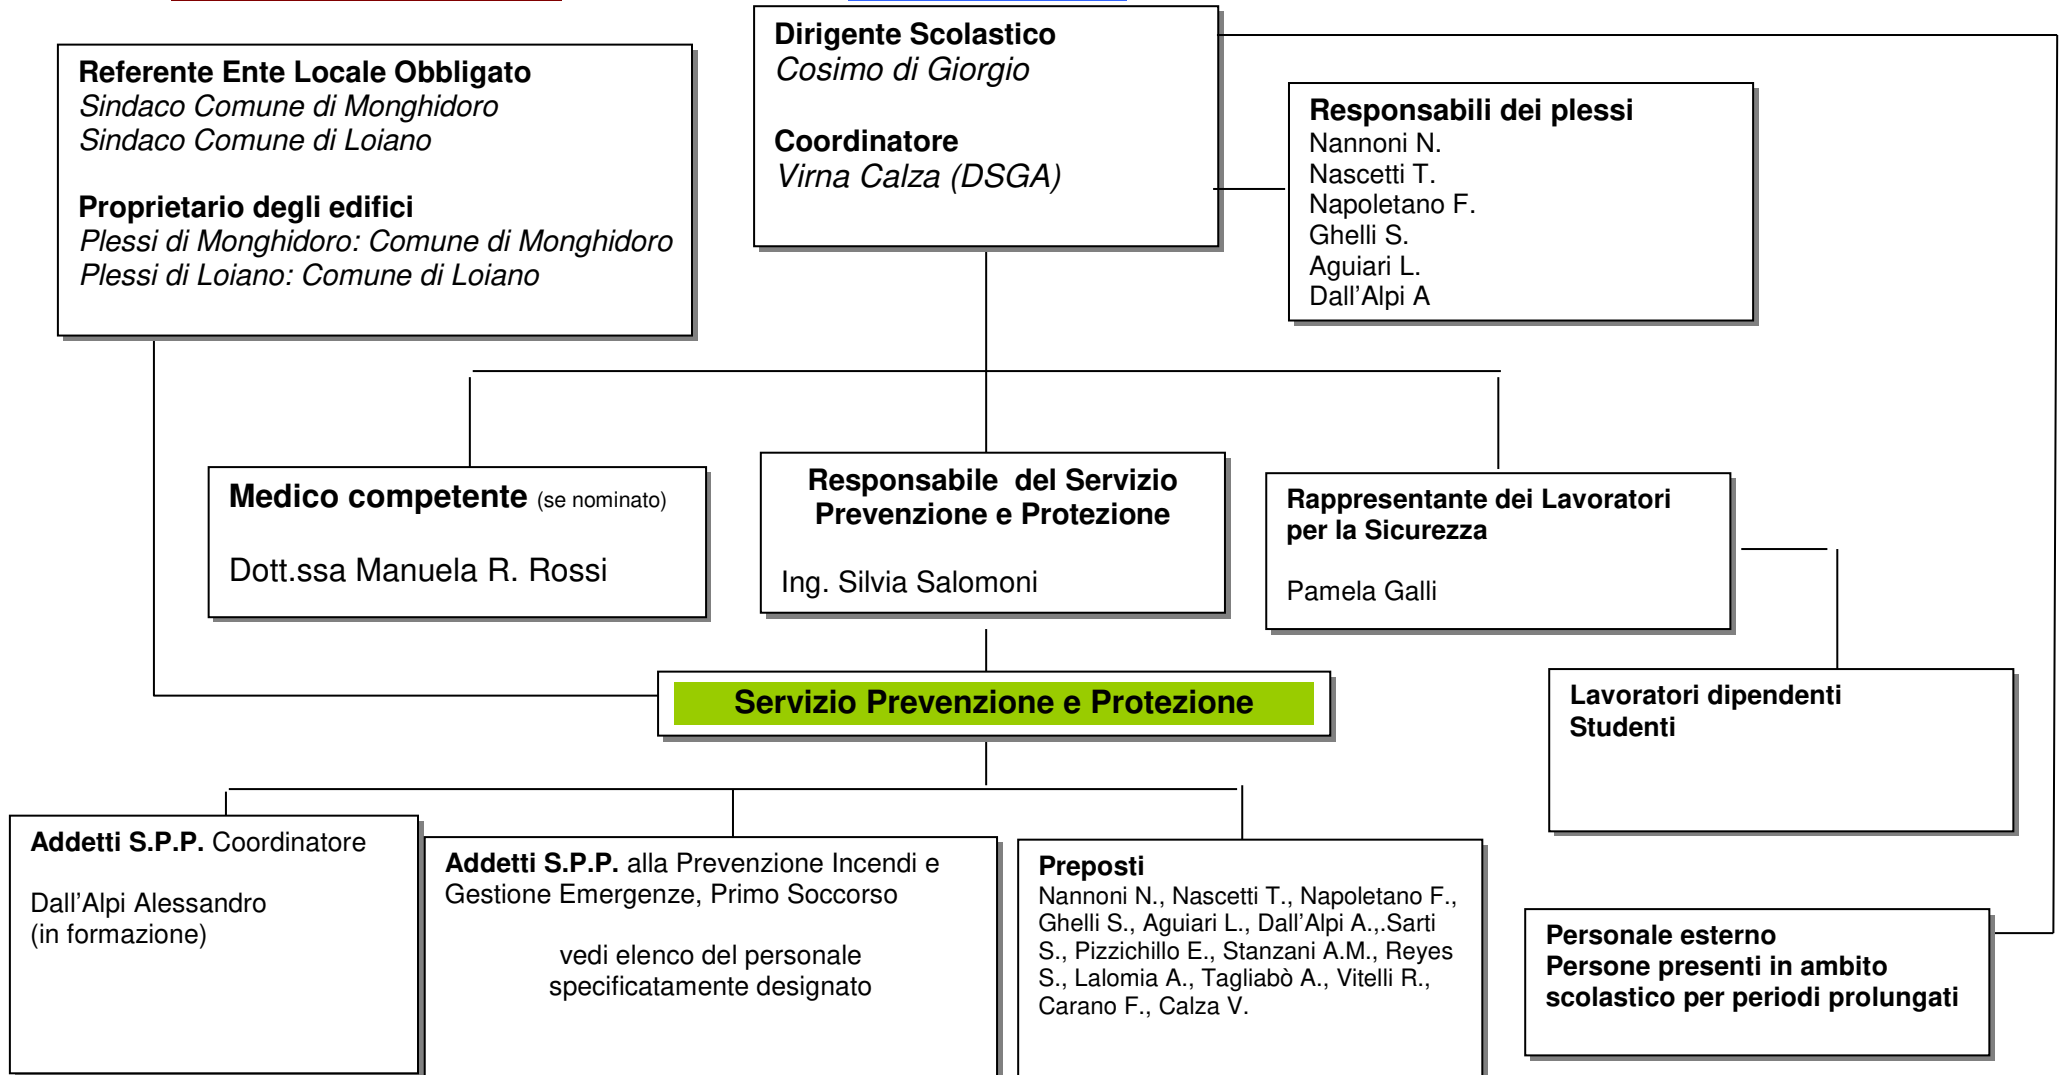 Dirigente Scolastico
Cosimo di Giorgio
Coordinatore
Virna Calza (DSGA)
Referente Ente Locale Obbligato
Sindaco Comune di Monghidoro
Sindaco Comune di Loiano
Proprietario degli edifici
Plessi di Monghidoro: Comune di Monghidoro
Plessi di Loiano: Comune di Loiano
Responsabili dei plessi
Nannoni N.
Nascetti T.
Napoletano F.
Ghelli S.
Aguiari L.
Dall'Alpi A
Medico competente (se nominato)
Dott.ssa Manuela R. Rossi
Responsabile del Servizio
Prevenzione e Protezione
Ing. Silvia Salomoni
Rappresentante dei Lavoratori
per la Sicurezza
Pamela Galli
Servizio Prevenzione e Protezione
Lavoratori dipendenti
Studenti
Addetti S.P.P. Coordinatore
Dall'Alpi Alessandro
(in formazione)
Addetti S.P.P. alla Prevenzione Incendi e
Gestione Emergenze, Primo Soccorso
vedi elenco del personale
specificatamente designato
Preposti
Nannoni N., Nascetti T., Napoletano F.,
Ghelli S., Aguiari L., Dall'Alpi A.,.Sarti
S., Pizzichillo E., Stanzani A.M., Reyes
S., Lalomia A., Tagliabò A., Vitelli R.,
Carano F., Calza V.
Personale esterno
Persone presenti in ambito
scolastico per periodi prolungati